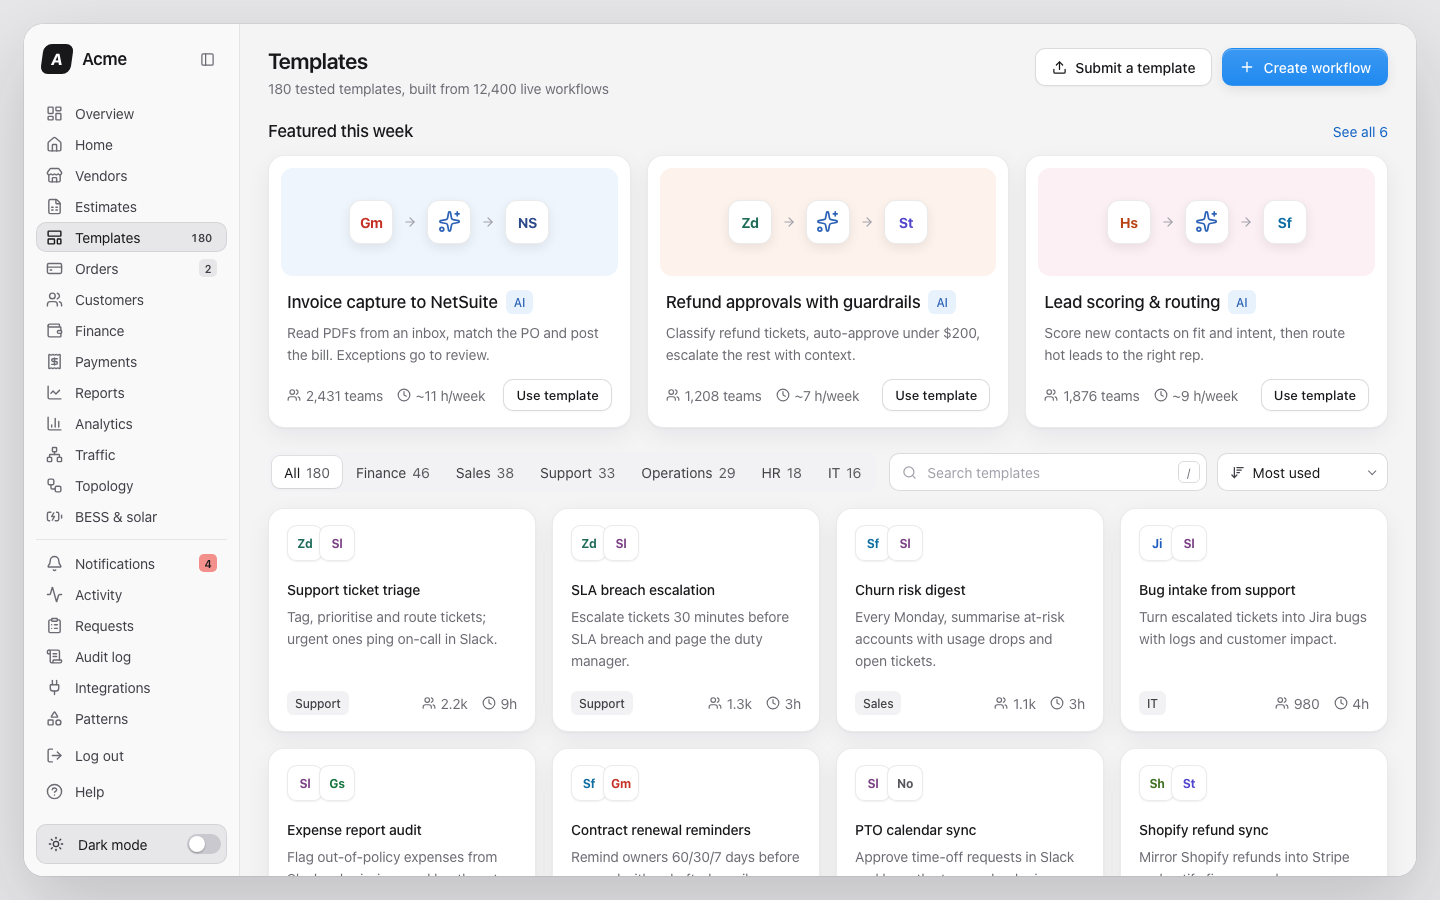 A Acme
Overview
Home
Vendors
Estimates
Templates 180
Orders 2
Customers
Finance
Payments
Reports
Analytics
Traffic
Topology
BESS & solar
Notifications 4
Activity
Requests
Audit log
Integrations
Patterns
Log out
Help
Dark mode
Templates
180 tested templates, built from 12,400 live workflows
Submit a template
Create workflow
Featured this week
See all 6
Gm NS
Invoice capture to NetSuite AI
Read PDFs from an inbox, match the PO and post
the bill. Exceptions go to review.
2,431 teams ~11 h/week Use template
Zd St
Refund approvals with guardrails AI
Classify refund tickets, auto-approve under $200,
escalate the rest with context.
1,208 teams ~7 h/week Use template
Hs Sf
Lead scoring & routing AI
Score new contacts on fit and intent, then route
hot leads to the right rep.
1,876 teams ~9 h/week Use template
All 180 Finance 46 Sales 38 Support 33 Operations 29 HR 18 IT 16
Search templates /
Most used
Zd Sl
Support ticket triage
Tag, prioritise and route tickets;
urgent ones ping on-call in Slack.
Support 2.2k 9h
Zd Sl
SLA breach escalation
Escalate tickets 30 minutes before
SLA breach and page the duty
manager.
Support 1.3k 3h
Sf Sl
Churn risk digest
Every Monday, summarise at-risk
accounts with usage drops and
open tickets.
Sales 1.1k 3h
Ji Sl
Bug intake from support
Turn escalated tickets into Jira bugs
with logs and customer impact.
IT 980 4h
Sl Gs
Expense report audit
Flag out-of-policy expenses from
Sf Gm
Contract renewal reminders
Remind owners 60/30/7 days before
Sl No
PTO calendar sync
Approve time-off requests in Slack
Sh St
Shopify refund sync
Mirror Shopify refunds into Stripe